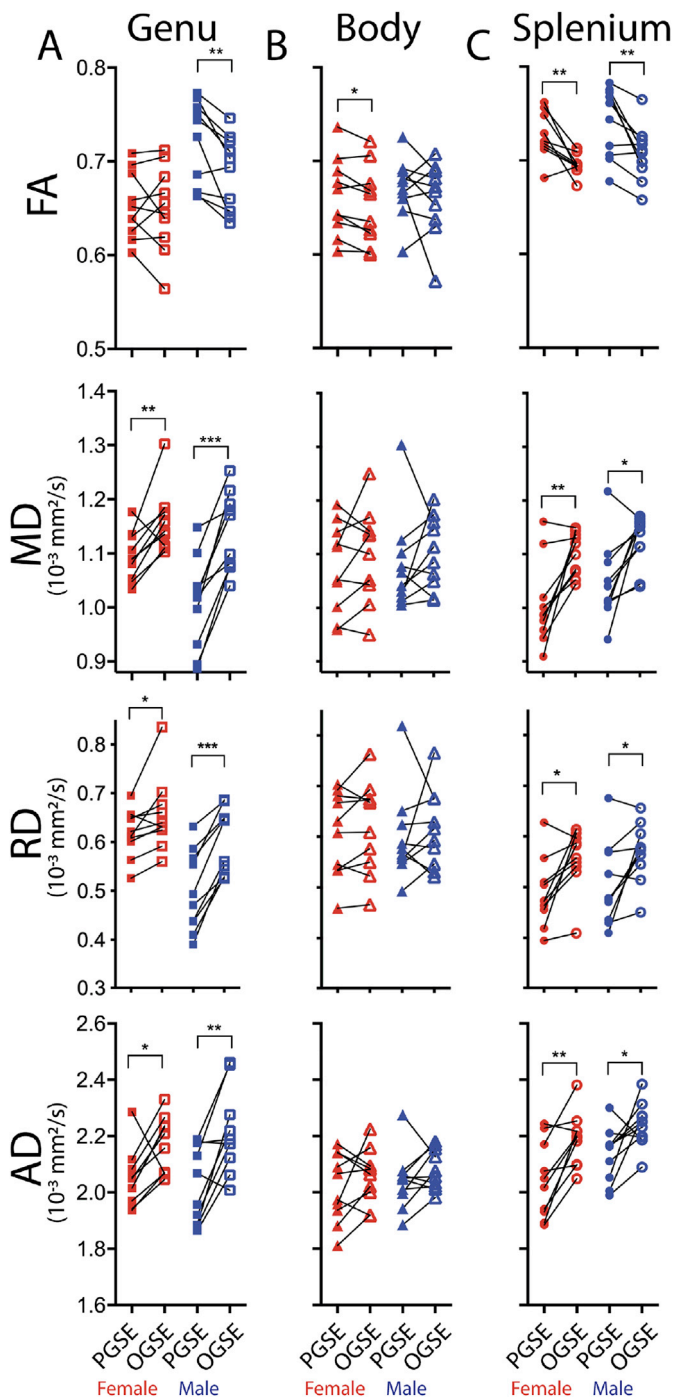 A Genu B Body C Splenium
** * ** **
FA
0.8
0.7
0.6
0.5
** *** ** *
MD
(10⁻³ mm²/s)
1.4
1.3
1.2
1.1
1.0
0.9
* *** * *
RD
(10⁻³ mm²/s)
0.8
0.7
0.6
0.5
0.4
0.3
* ** ** *
AD
(10⁻³ mm²/s)
2.6
2.4
2.2
2.0
1.8
1.6
PGSE OGSE PGSE OGSE PGSE OGSE PGSE OGSE PGSE OGSE PGSE OGSE
Female Male Female Male Female Male